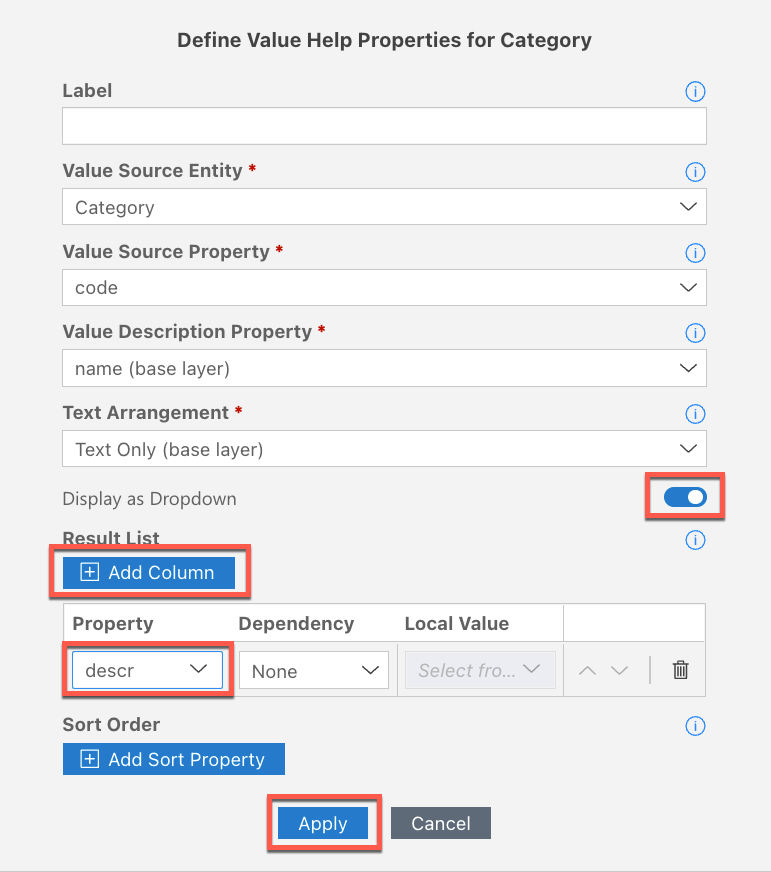 Define Value Help Properties for Category
Label
Value Source Entity *
Category
Value Source Property *
code
Value Description Property *
name (base layer)
Text Arrangement *
Text Only (base layer)
Display as Dropdown
Result List
Add Column
Property Dependency Local Value
descr None Select fro...
Sort Order
Add Sort Property
Apply Cancel